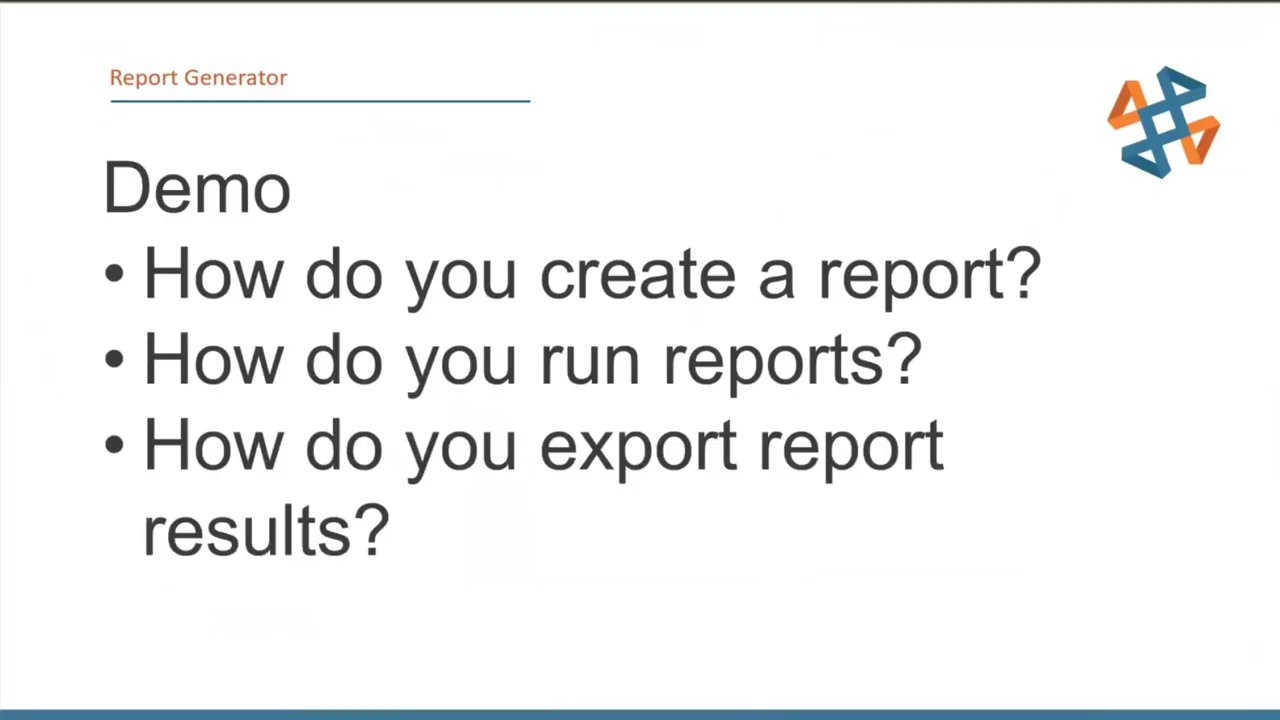 Report Generator
Demo
• How do you create a report?
• How do you run reports?
• How do you export report
results?